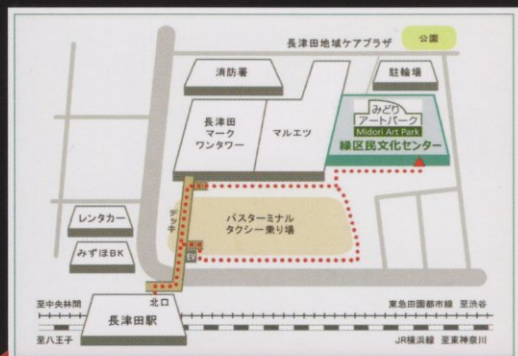 長津田地域ケアプラザ
公園
消防署
駐輪場
長津田
マーク
ワンタワー
マルエツ
みどり
アートパーク
Midori Art Park
緑区民文化センター
デッキ
バスターミナル
タクシー乗り場
レンタカー
みずほBK
EV
北口
至中央林間
東急田園都市線 至渋谷
長津田駅
至八王子
JR横浜線 至東神奈川